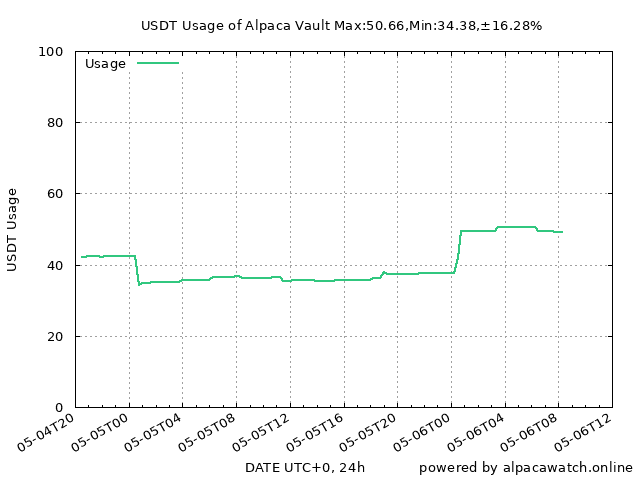 USDT Usage of Alpaca Vault Max:50.66,Min:34.38,±16.28%
Usage
100
80
60
40
20
0
USDT Usage
05-04T20
05-05T00
05-05T04
05-05T08
05-05T12
05-05T16
05-05T20
05-06T00
05-06T04
05-06T08
05-06T12
DATE UTC+0, 24h
powered by alpacawatch.online